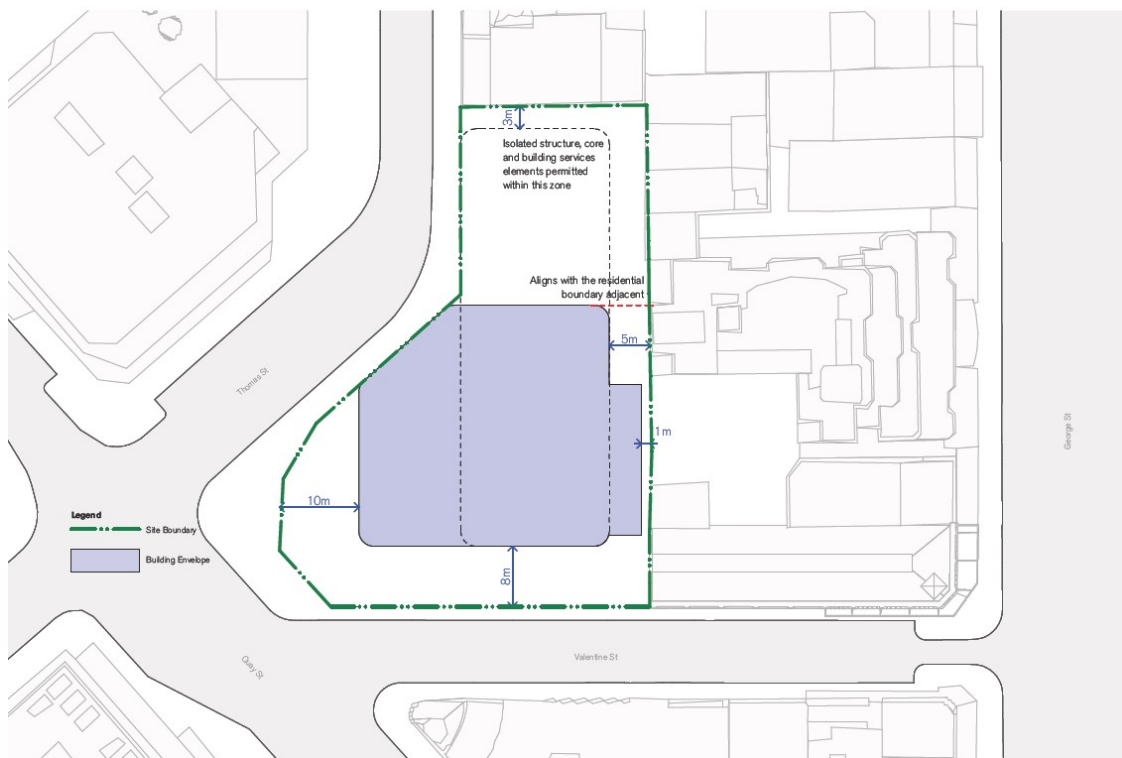 3m
Isolated structure, core
and building services
elements permitted
within this zone
Aligns with the residential
boundary adjacent
5m
Thomas St
1m
George St
10m
Legend
Site Boundary
Building Envelope
8m
Valentine St
Quay St